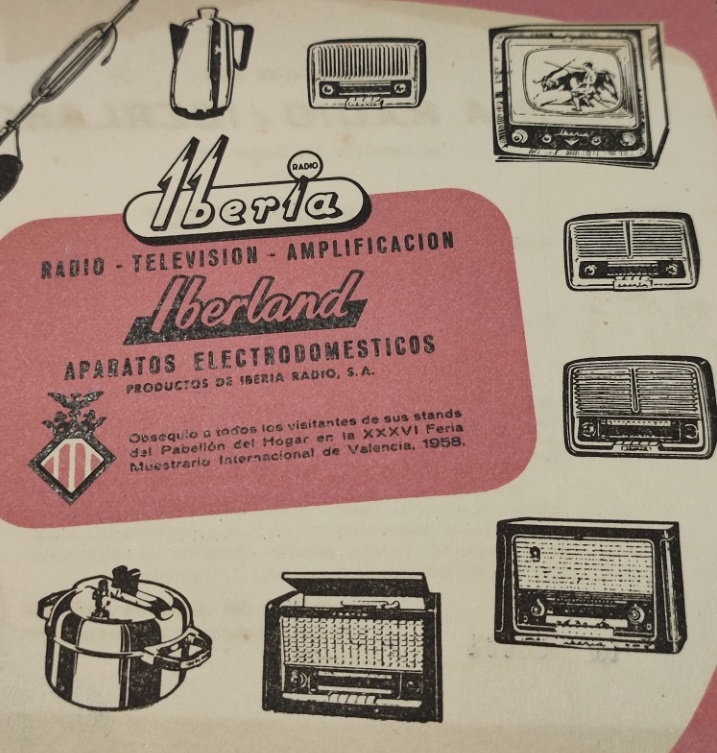 RADIO
Iberia
RADIO - TELEVISION - AMPLIFICACION
Iberland
APARATOS ELECTRODOMESTICOS
PRODUCTOS DE IBERIA RADIO, S.A.
Obsequio a todos los visitantes de sus stands
del Pabellón del Hogar en la XXXVI Feria
Muestrario Internacional de Valencia, 1958.